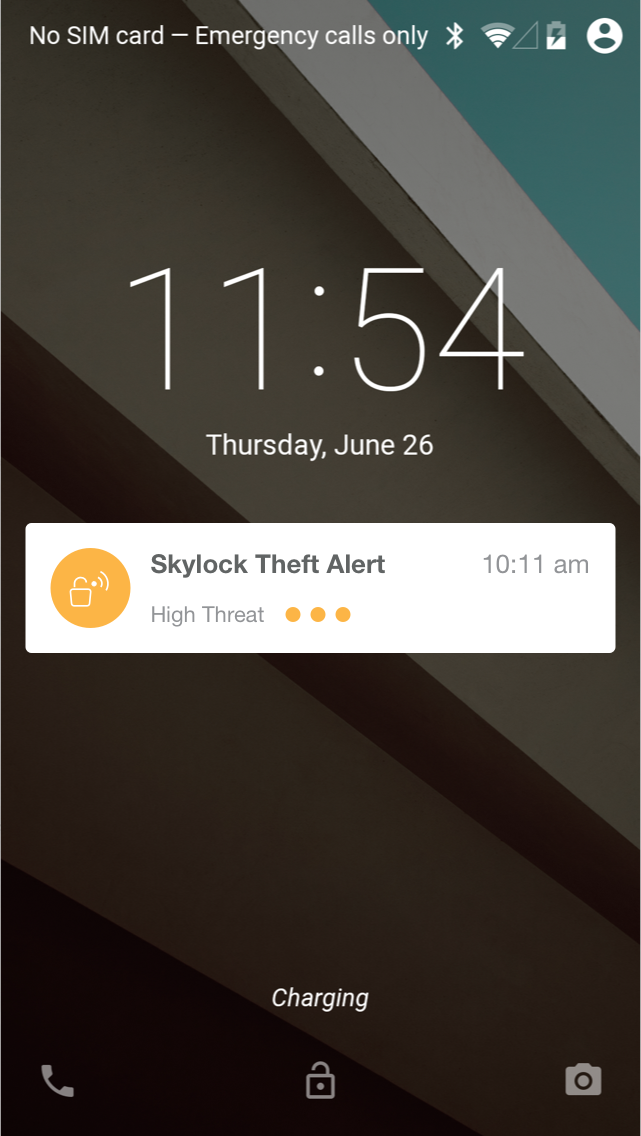 No SIM card — Emergency calls only
11:54
Thursday, June 26
Skylock Theft Alert 10:11 am
High Threat
Charging